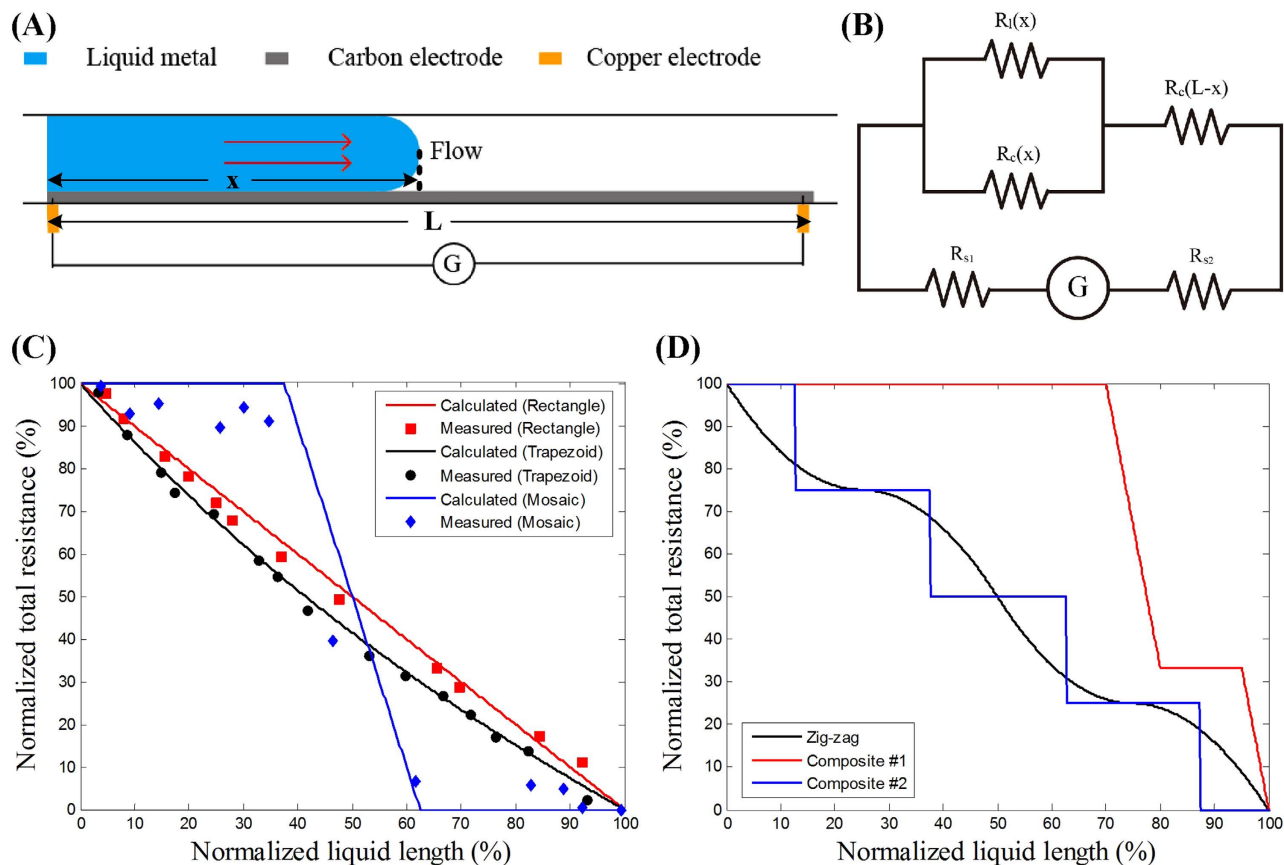 (A)
Liquid metal
Carbon electrode
Copper electrode
Flow
x
L
G
(B)
Rₗ(x)
R꜀(x)
R꜀(L-x)
Rₛ₁
G
Rₛ₂
(C)
Normalized total resistance (%)
100
90
80
70
60
50
40
30
20
10
0
0 10 20 30 40 50 60 70 80 90 100
Normalized liquid length (%)
Calculated (Rectangle)
Measured (Rectangle)
Calculated (Trapezoid)
Measured (Trapezoid)
Calculated (Mosaic)
Measured (Mosaic)
(D)
Normalized total resistance (%)
100
90
80
70
60
50
40
30
20
10
0
0 10 20 30 40 50 60 70 80 90 100
Normalized liquid length (%)
Zig-zag
Composite #1
Composite #2